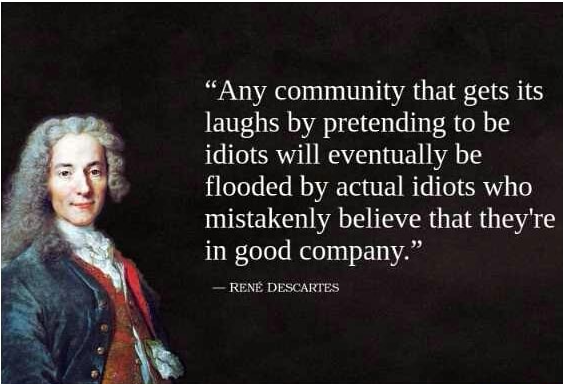 “Any community that gets its
laughs by pretending to be
idiots will eventually be
flooded by actual idiots who
mistakenly believe that they're
in good company.”
— RENÉ DESCARTES